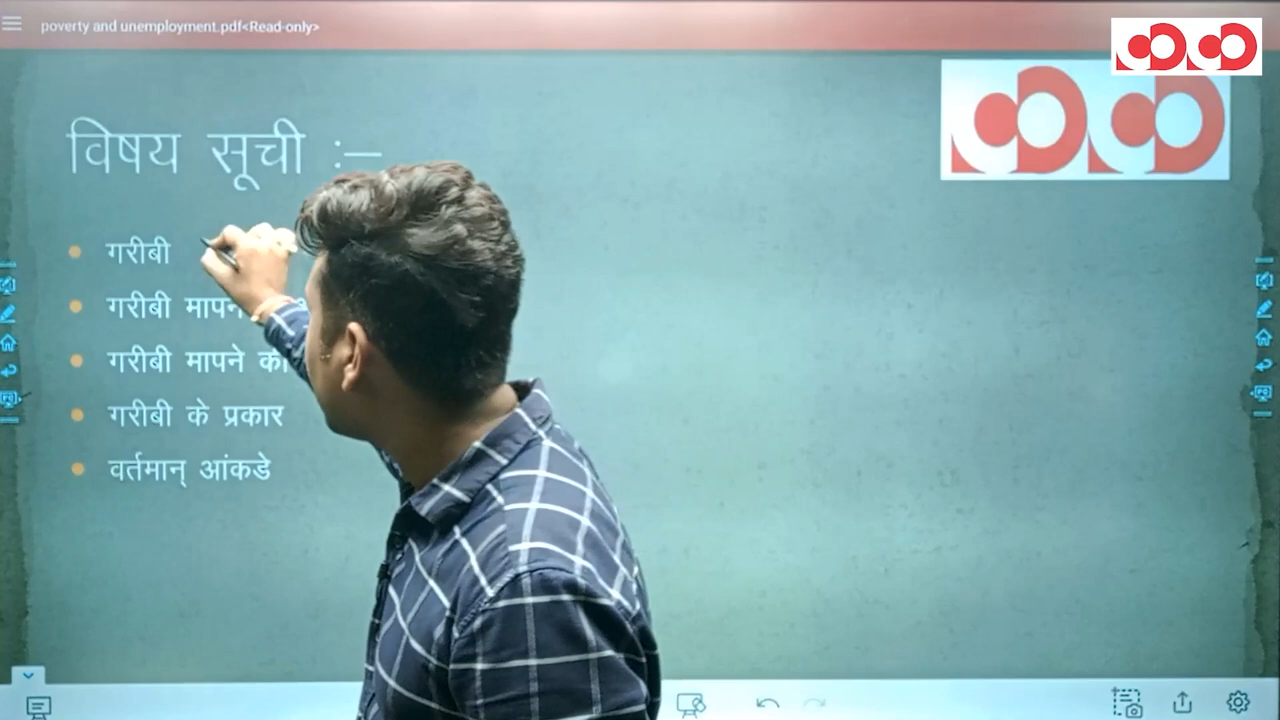 poverty and unemployment.pdf<Read-only>
विषय सूची :–
गरीबी
गरीबी मापने
गरीबी मापने की
गरीबी के प्रकार
वर्तमान् आंकडे